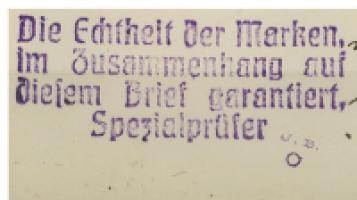 Die Echtheit der Marken,
im Zusammenhang auf
diesem Brief garantiert,
Spezialprüfer
J. B.